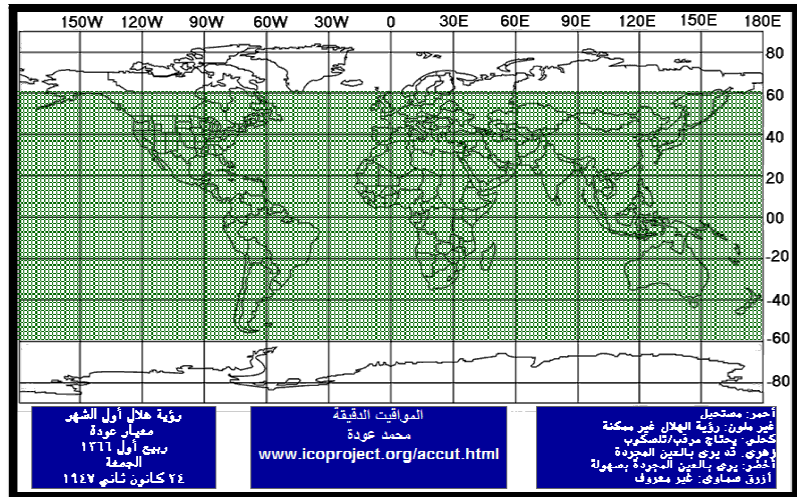 150W 120W 90W 60W 30W 0 30E 60E 90E 120E 150E 180E
80
60
40
20
00
-20
-40
-60
-80
رؤية هلال أول الشهر
معيار عودة
ربيع أول ١٣٦٦
الجمعة
٢٤ كانون ثاني ١٩٤٧
المواقيت الدقيقة
محمد عودة
www.icoproject.org/accut.html
أحمر: مستحيل
غير ملون: رؤية الهلال غير ممكنة
كحلي: يحتاج مرقب/تلسكوب
زهري: قد يرى بالعين المجردة
أخضر: يرى بالعين المجردة بسهولة
أزرق سماوي: غير معروف